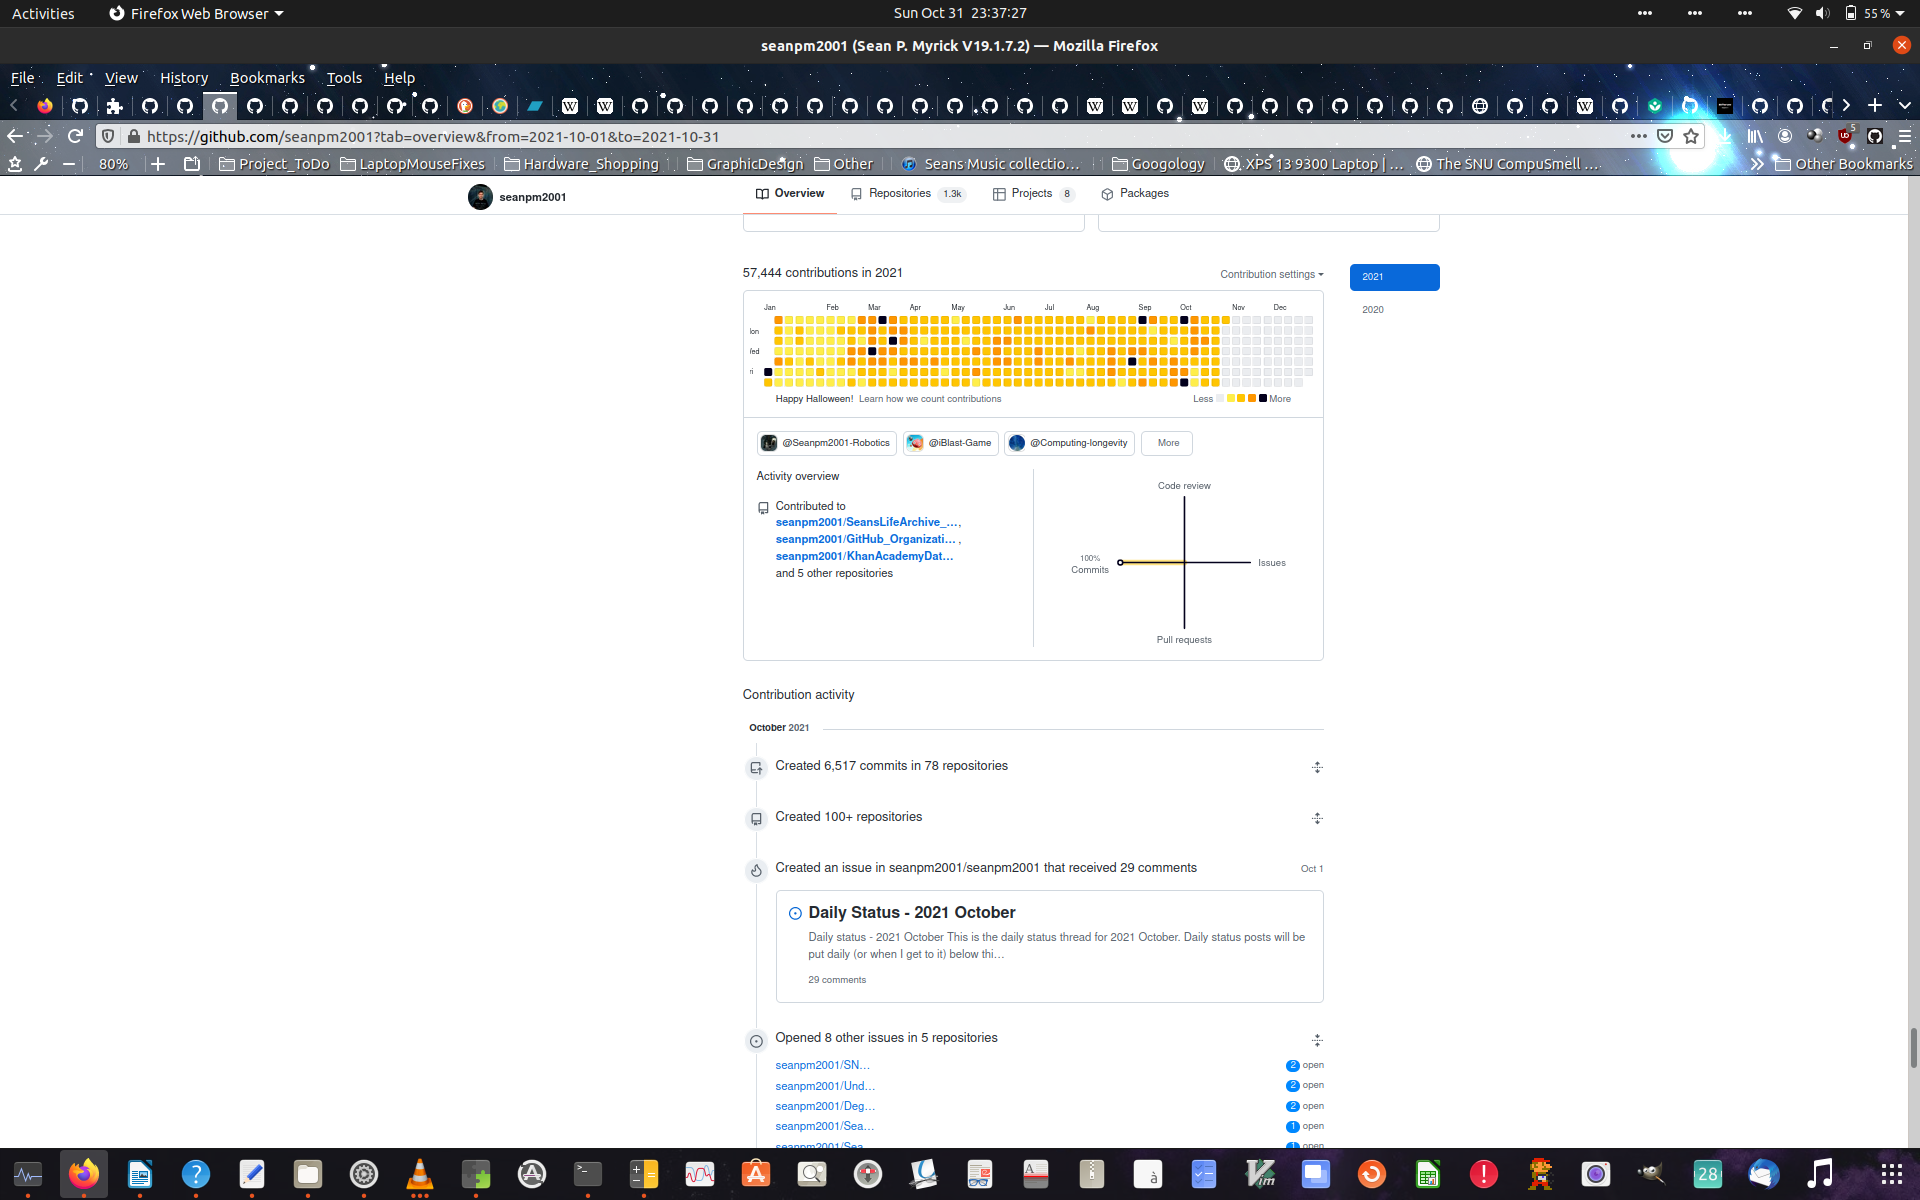 Activities Firefox Web Browser Sun Oct 31 23:37:27 55 %
seanpm2001 (Sean P. Myrick V19.1.7.2) — Mozilla Firefox
File Edit View History Bookmarks Tools Help
https://github.com/seanpm2001?tab=overview&from=2021-10-01&to=2021-10-31
5
80% Project_ToDo LaptopMouseFixes Hardware_Shopping GraphicDesign Other Seans Music collectio… Googology XPS 13 9300 Laptop | … The SNU CompuSmell … Other Bookmarks
seanpm2001 Overview Repositories 1.3k Projects 8 Packages
57,444 contributions in 2021 Contribution settings 2021
2020
Jan Feb Mar Apr May Jun Jul Aug Sep Oct Nov Dec
Happy Halloween! Learn how we count contributions Less More
@Seanpm2001-Robotics @iBlast-Game @Computing-longevity More
Activity overview
Contributed to
seanpm2001/SeansLifeArchive_…,
seanpm2001/GitHub_Organizati… ,
seanpm2001/KhanAcademyDat…
and 5 other repositories
Code review
100%
Commits
Issues
Pull requests
Contribution activity
October 2021
Created 6,517 commits in 78 repositories
Created 100+ repositories
Created an issue in seanpm2001/seanpm2001 that received 29 comments Oct 1
Daily Status - 2021 October
Daily status - 2021 October This is the daily status thread for 2021 October. Daily status posts will be
put daily (or when I get to it) below thi…
29 comments
Opened 8 other issues in 5 repositories
seanpm2001/SN… 2 open
seanpm2001/Und… 2 open
seanpm2001/Deg… 2 open
seanpm2001/Sea… 1 open
seanpm2001/Sea… 1 open
28